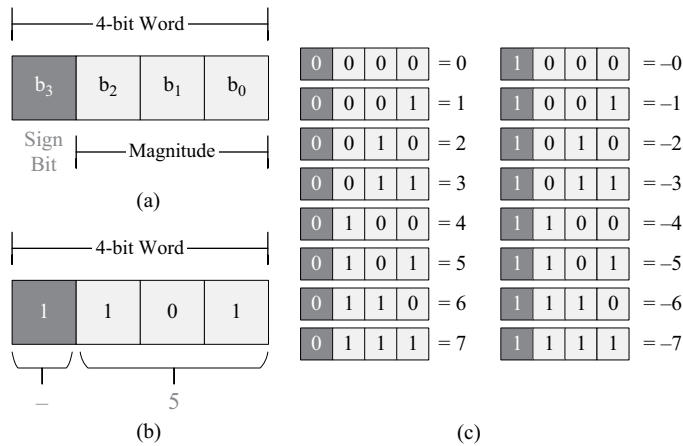 4-bit Word
b3 b2 b1 b0
Sign
Bit
Magnitude
(a)
4-bit Word
1 1 0 1
– 5
(b)
0 0 0 0 = 0
0 0 0 1 = 1
0 0 1 0 = 2
0 0 1 1 = 3
0 1 0 0 = 4
0 1 0 1 = 5
0 1 1 0 = 6
0 1 1 1 = 7
1 0 0 0 = –0
1 0 0 1 = –1
1 0 1 0 = –2
1 0 1 1 = –3
1 1 0 0 = –4
1 1 0 1 = –5
1 1 1 0 = –6
1 1 1 1 = –7
(c)